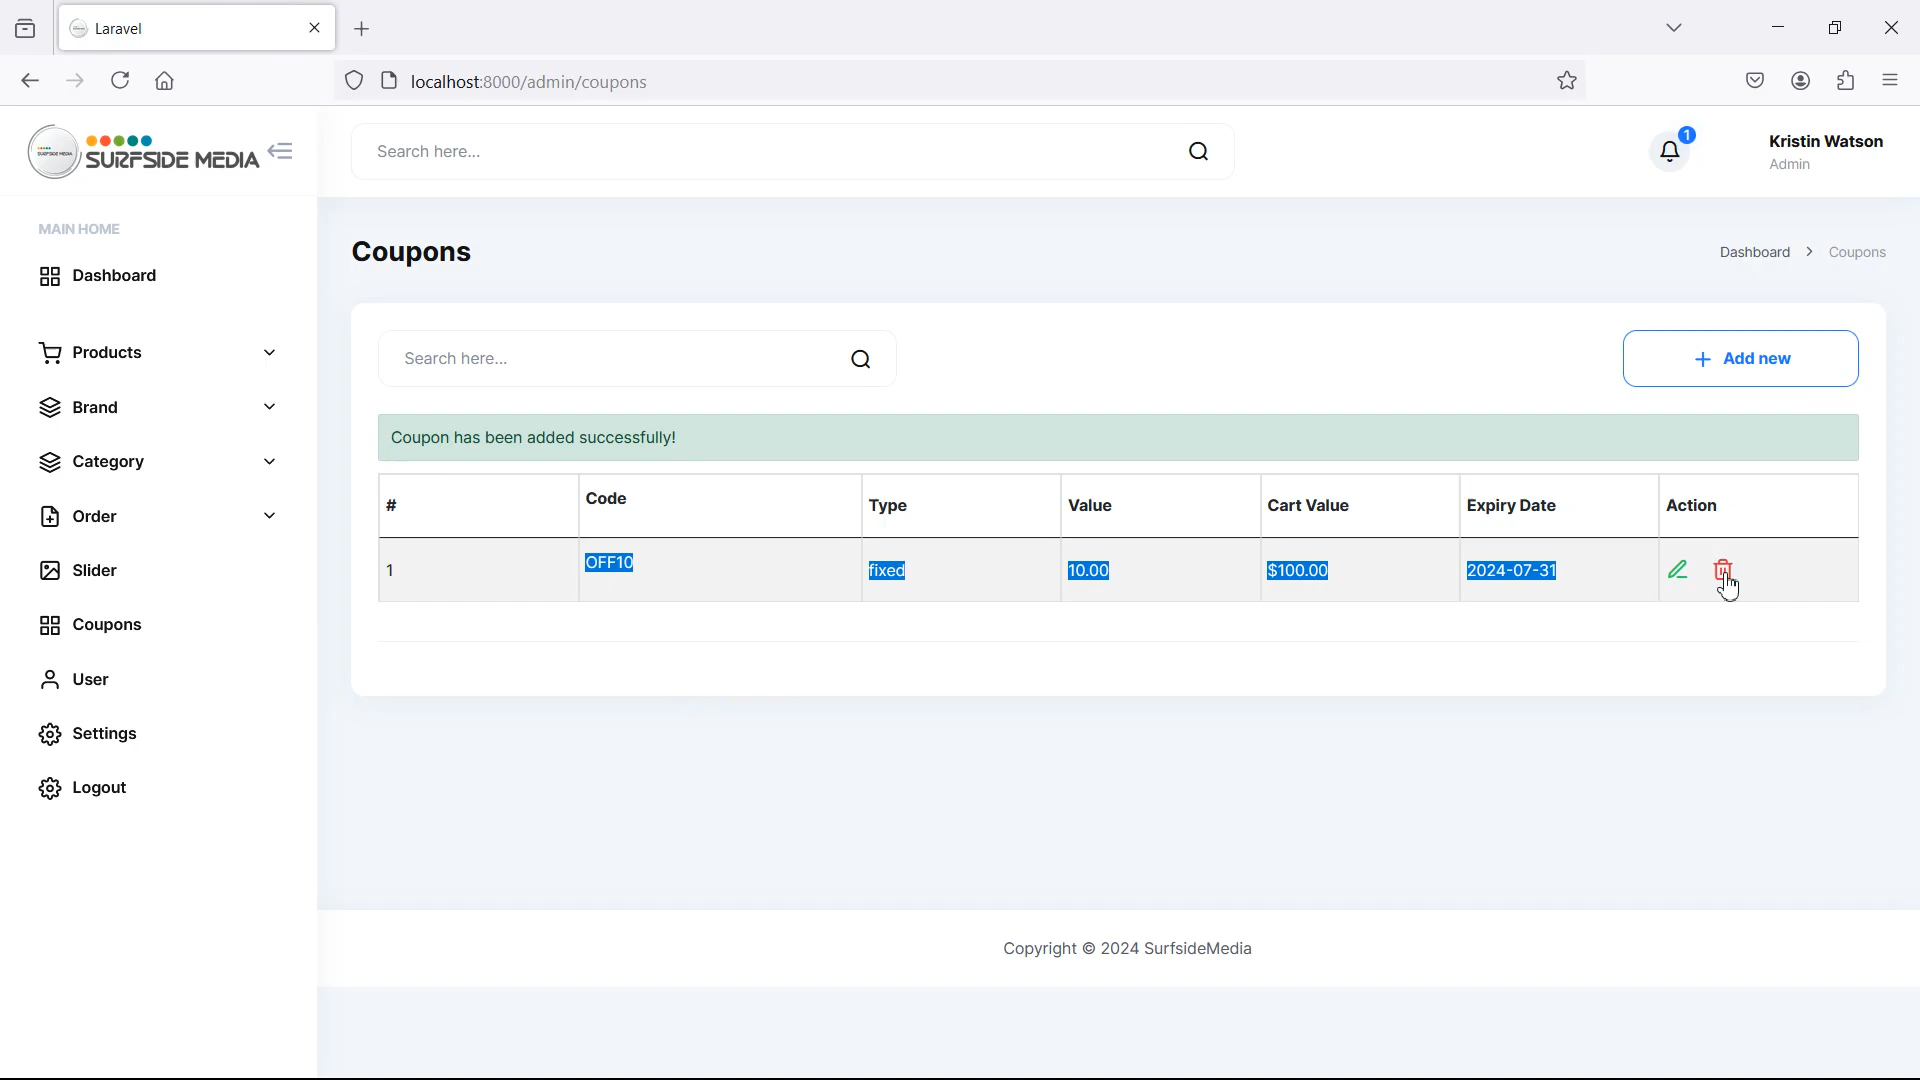 Laravel
localhost:8000/admin/coupons
SURFSIDE MEDIA
SURFSIDE MEDIA
Search here...
1
Kristin Watson
Admin
MAIN HOME
Dashboard
Products
Brand
Category
Order
Slider
Coupons
User
Settings
Logout
Coupons
Dashboard > Coupons
Search here...
+ Add new
Coupon has been added successfully!
# Code Type Value Cart Value Expiry Date Action
1 OFF10 fixed 10.00 $100.00 2024-07-31
Copyright © 2024 SurfsideMedia